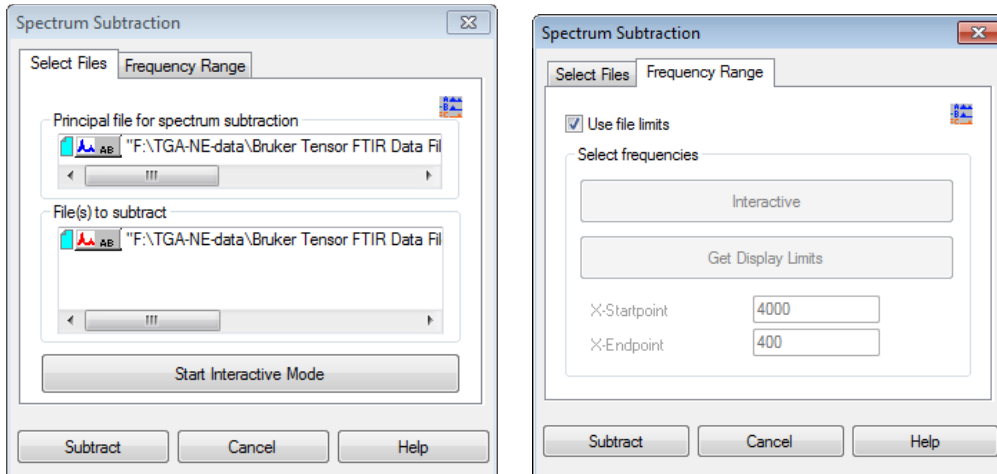 Spectrum Subtraction
Select Files
Frequency Range
Principal file for spectrum subtraction
AB "F:\TGA-NE-data\Bruker Tensor FTIR Data Fil
File(s) to subtract
AB "F:\TGA-NE-data\Bruker Tensor FTIR Data Fil
Start Interactive Mode
Subtract
Cancel
Help
Spectrum Subtraction
Select Files
Frequency Range
Use file limits
Select frequencies
Interactive
Get Display Limits
X-Startpoint
4000
X-Endpoint
400
Subtract
Cancel
Help